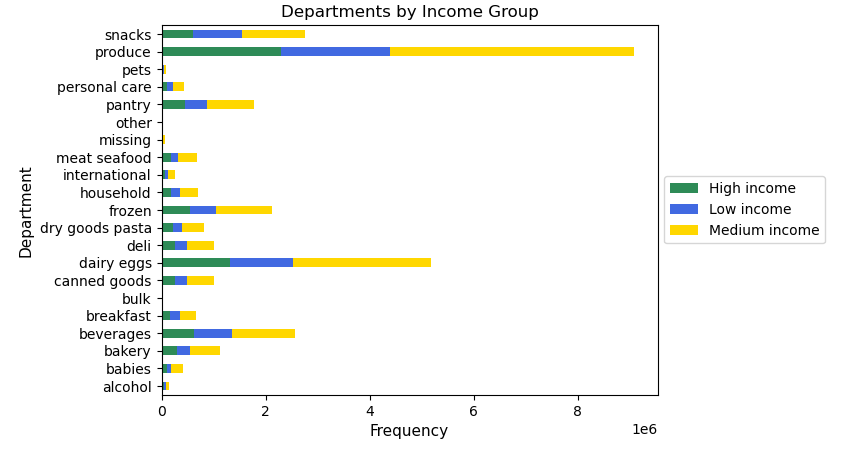 Departments by Income Group
snacks
produce
pets
personal care
pantry
other
missing
meat seafood
international
household
frozen
dry goods pasta
deli
dairy eggs
canned goods
bulk
breakfast
beverages
bakery
babies
alcohol
Department
0 2 4 6 8
1e6
Frequency
High income
Low income
Medium income